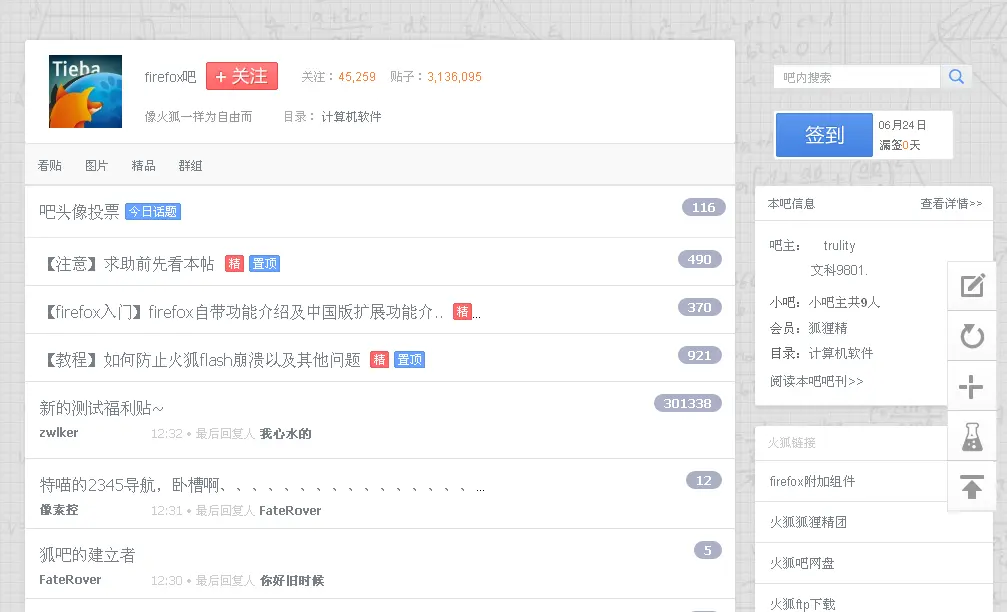 Tieba
firefox吧 + 关注 关注：45,259 贴子：3,136,095
像火狐一样为自由而 目录： 计算机软件
看贴 图片 精品 群组
吧头像投票 今日话题 116
【注意】求助前先看本帖 精 置顶 490
【firefox入门】firefox自带功能介绍及中国版扩展功能介.. 精... 370
【教程】如何防止火狐flash崩溃以及其他问题 精 置顶 921
新的测试福利贴~ 301338
zwlker 12:32 • 最后回复人 我心水的
特喵的2345导航，卧槽啊、、、、、、、、、、、、、、、、、... 12
像素控 12:31 • 最后回复人 FateRover
狐吧的建立者 5
FateRover 12:30 • 最后回复人 你好旧时候
吧内搜索
签到 06月24日
漏签0天
本吧信息 查看详情>>
吧主： trulity
文科9801.
小吧：小吧主共9人
会员：狐狸精
目录：计算机软件
阅读本吧吧刊>>
火狐链接
firefox附加组件
火狐狐狸精团
火狐吧网盘
火狐ftp下载